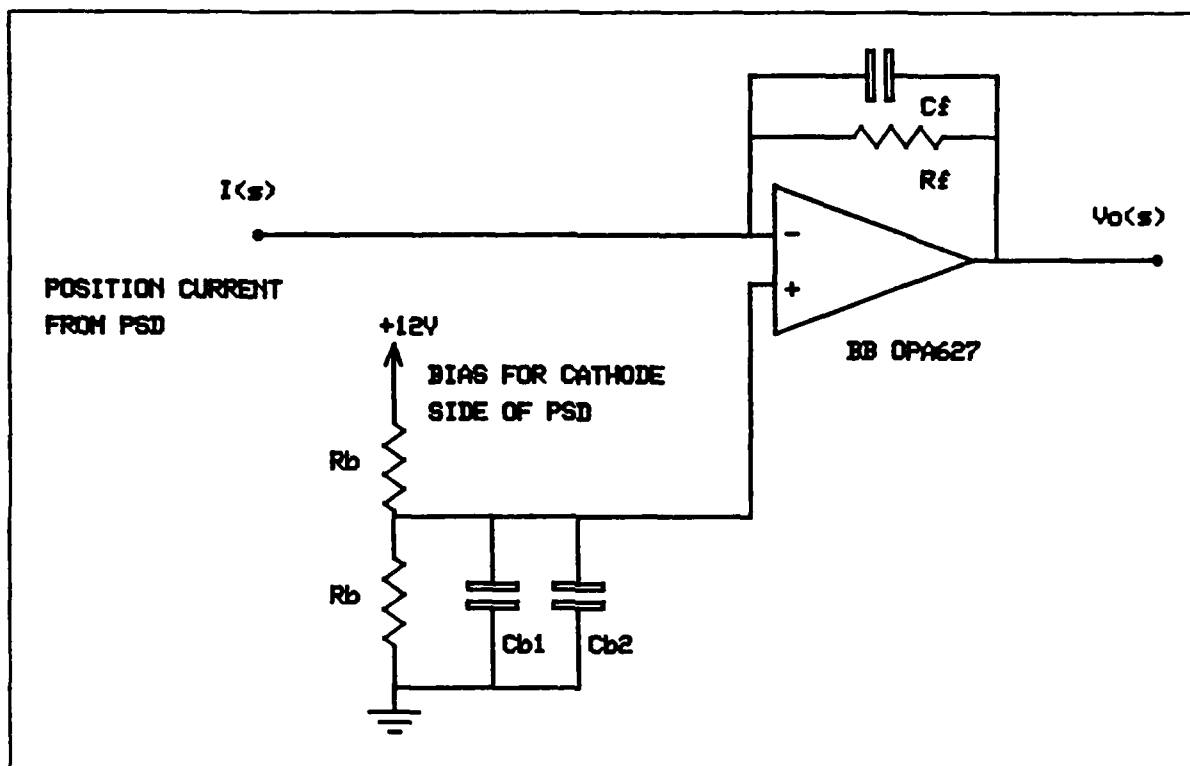 Cf
Rf
I(s)
Vo(s)
-
+
POSITION CURRENT
FROM PSD
BB OPA627
+12V
BIAS FOR CATHODE
SIDE OF PSD
Rb
Rb
Cb1
Cb2